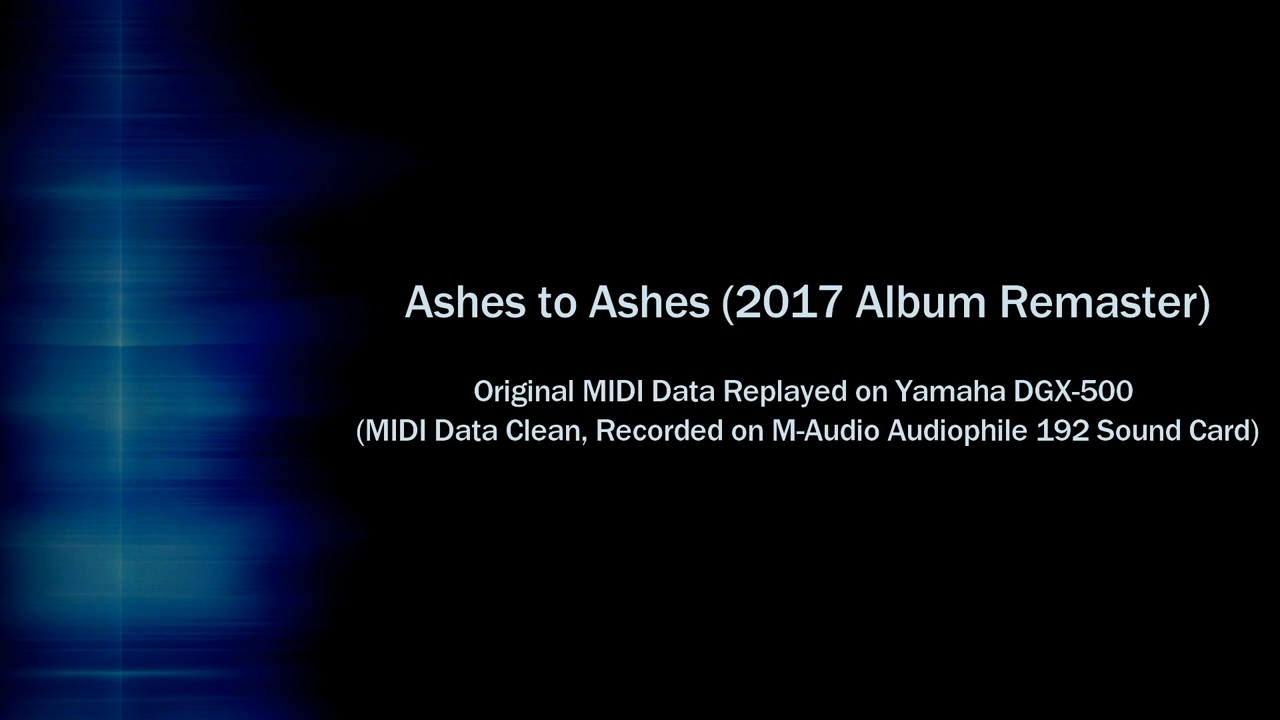 Ashes to Ashes (2017 Album Remaster)
Original MIDI Data Replayed on Yamaha DGX-500
(MIDI Data Clean, Recorded on M-Audio Audiophile 192 Sound Card)